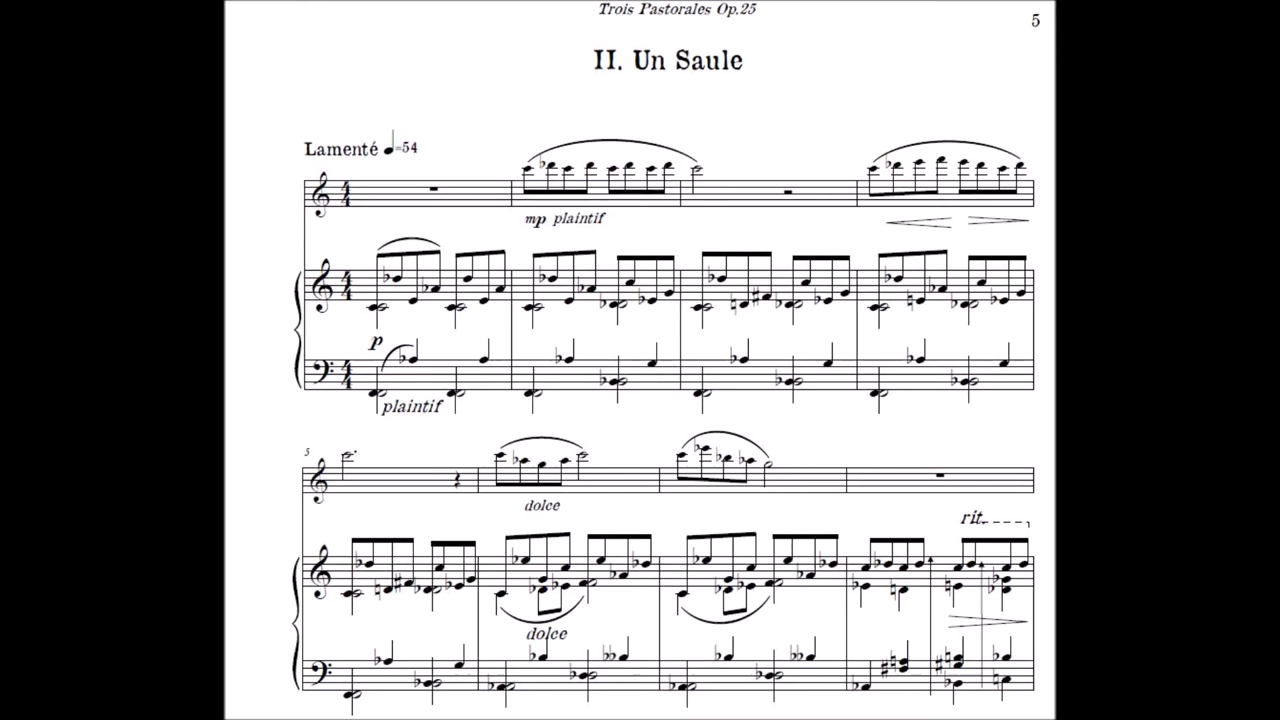 Trois Pastorales Op.25
5
II. Un Saule
Lamenté ♩=54
mp plaintif
p
plaintif
5
dolce
rit.
dolce